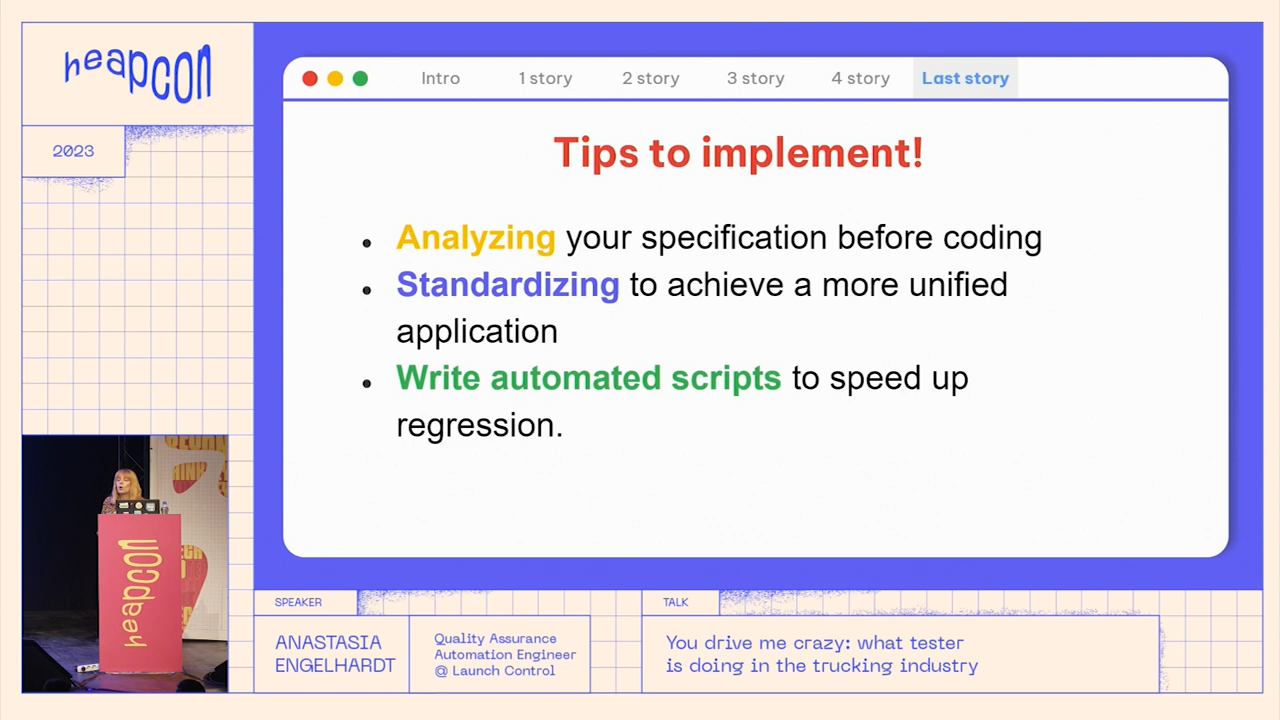 heapcon
2023
Intro
1 story
2 story
3 story
4 story
Last story
Tips to implement!
Analyzing your specification before coding
Standardizing to achieve a more unified
application
Write automated scripts to speed up
regression.
heapcon
SPEAKER
ANASTASIA
ENGELHARDT
Quality Assurance
Automation Engineer
@ Launch Control
TALK
You drive me crazy: what tester
is doing in the trucking industry